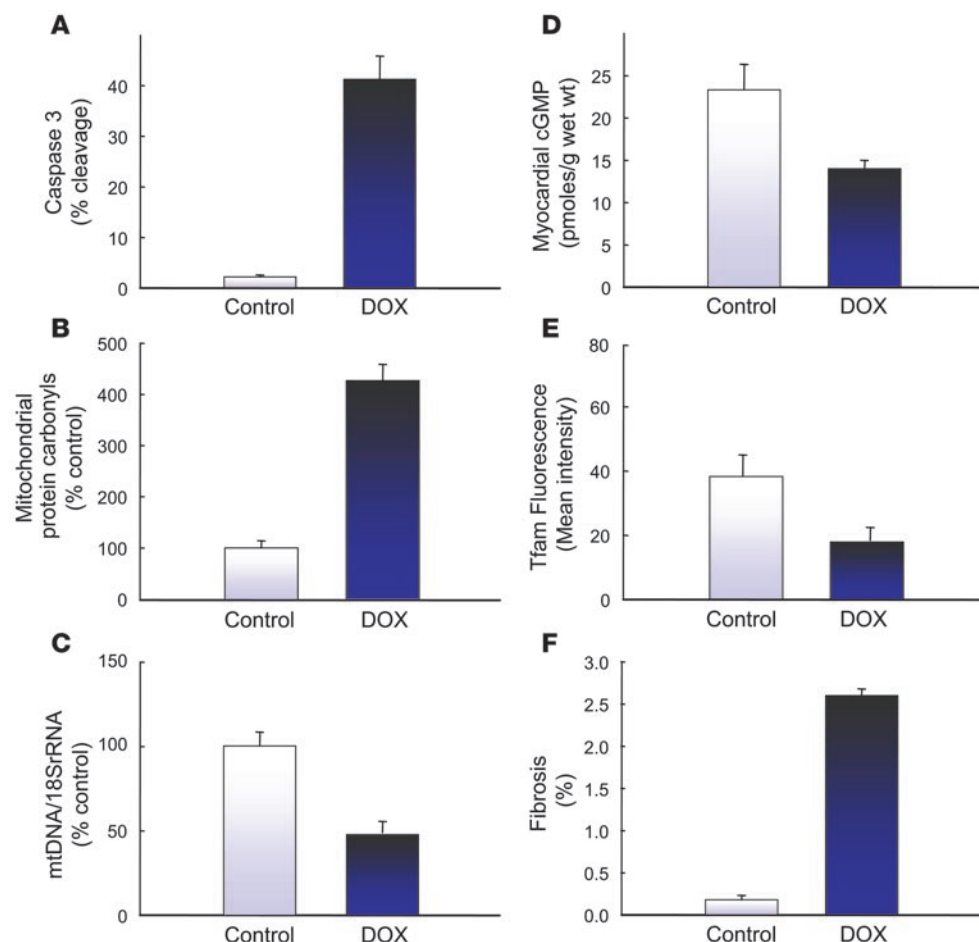 A
Caspase 3
(% cleavage)
40
30
20
10
0
Control
DOX
B
Mitochondrial
protein carbonyls
(% control)
500
400
300
200
100
0
Control
DOX
C
mtDNA/18SrRNA
(% control)
150
100
50
0
Control
DOX
D
Myocardial cGMP
(pmoles/g wet wt)
25
20
15
10
5
0
Control
DOX
E
Tfam Fluorescence
(Mean intensity)
80
60
40
20
0
Control
DOX
F
Fibrosis
(%)
3.0
2.5
2.0
1.5
1.0
0.5
0.0
Control
DOX